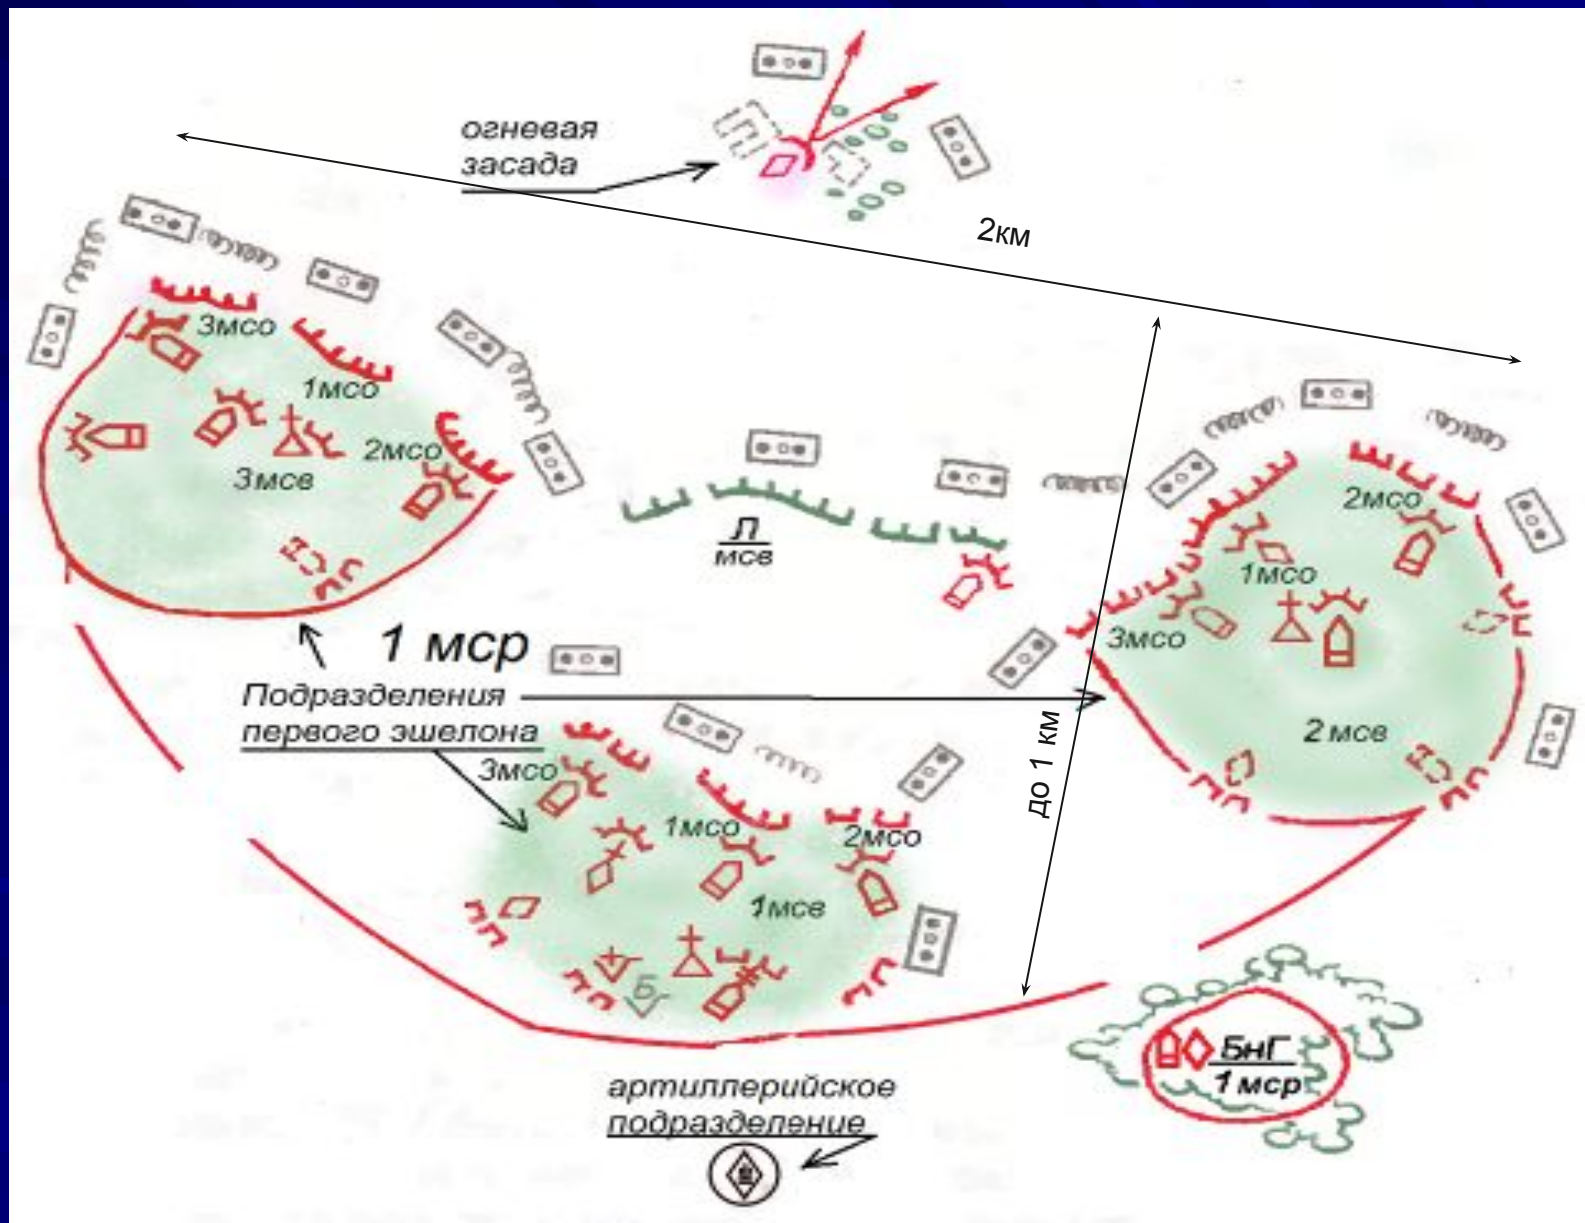 огневая
засада
2км
3мсо
1мсо
2мсо
3мсв
Л
мсв
2мсо
1мсо
3мсо
2 мсв
1 мср
Подразделения
первого эшелона
до 1 км
3мсо
1мсо
2мсо
1мсв
Б
БнГ
1 мср
артиллерийское
подразделение